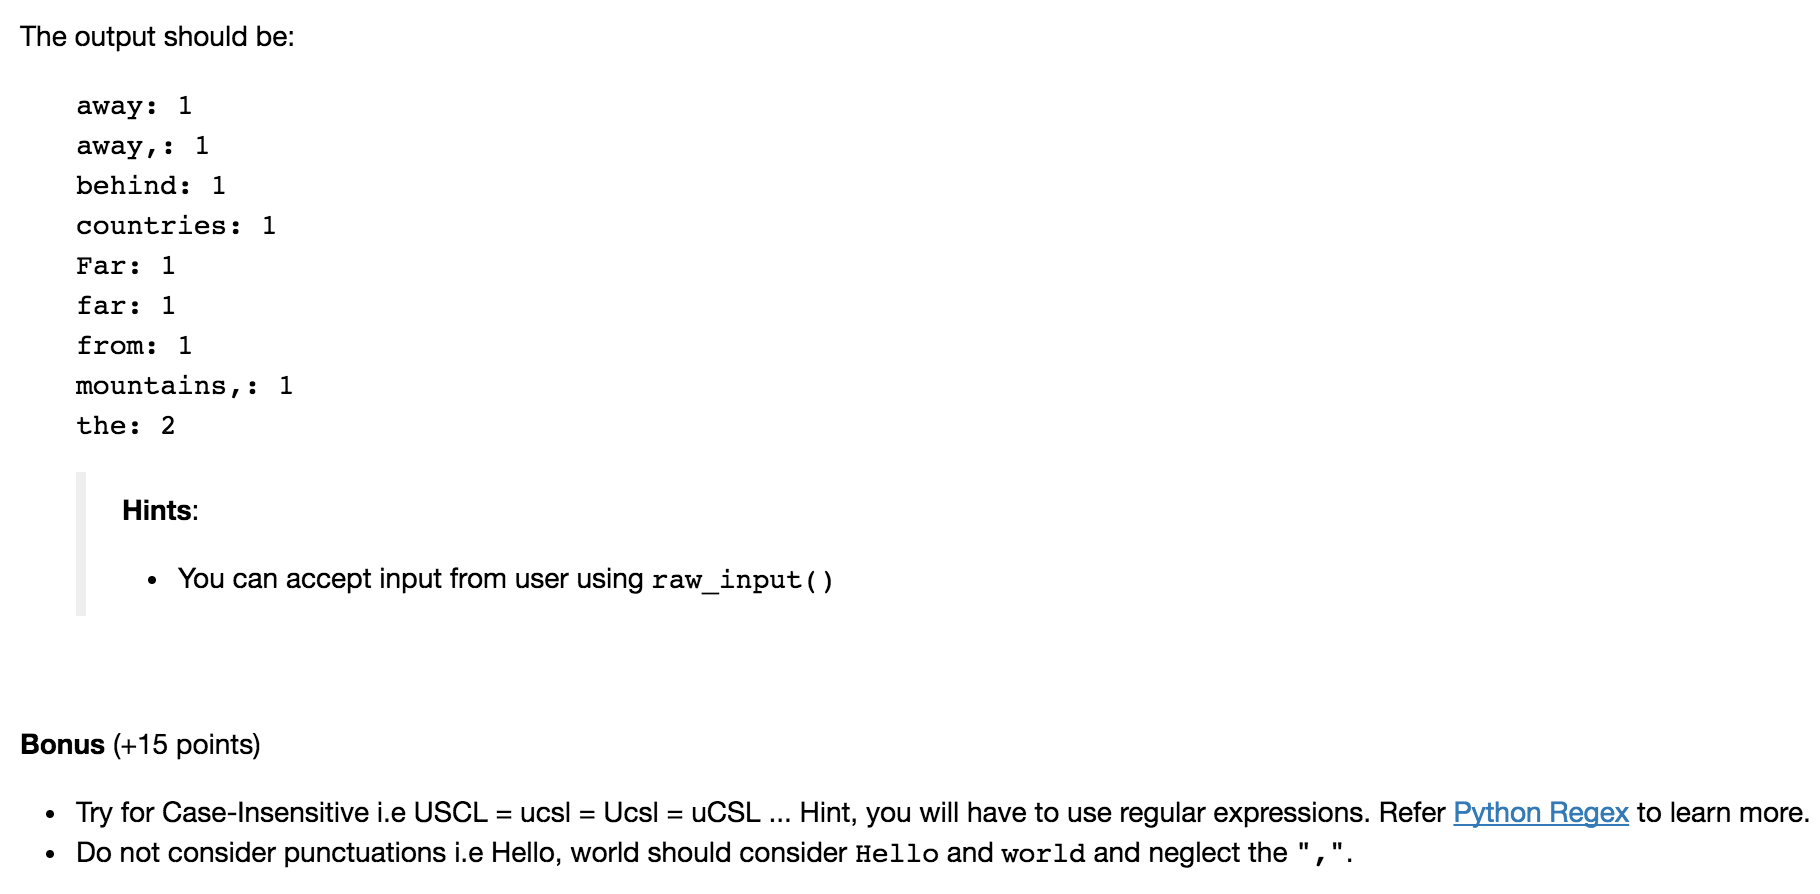 The output should be:
away: 1
away,: 1
behind: 1
countries: 1
Far: 1
far: 1
from: 1
mountains,: 1
the: 2
Hints:
• You can accept input from user using raw_input()
Bonus (+15 points)
• Try for Case-Insensitive i.e USCL = ucsl = Ucsl = uCSL ... Hint, you will have to use regular expressions. Refer Python Regex to learn more.
• Do not consider punctuations i.e Hello, world should consider Hello and world and neglect the ",".